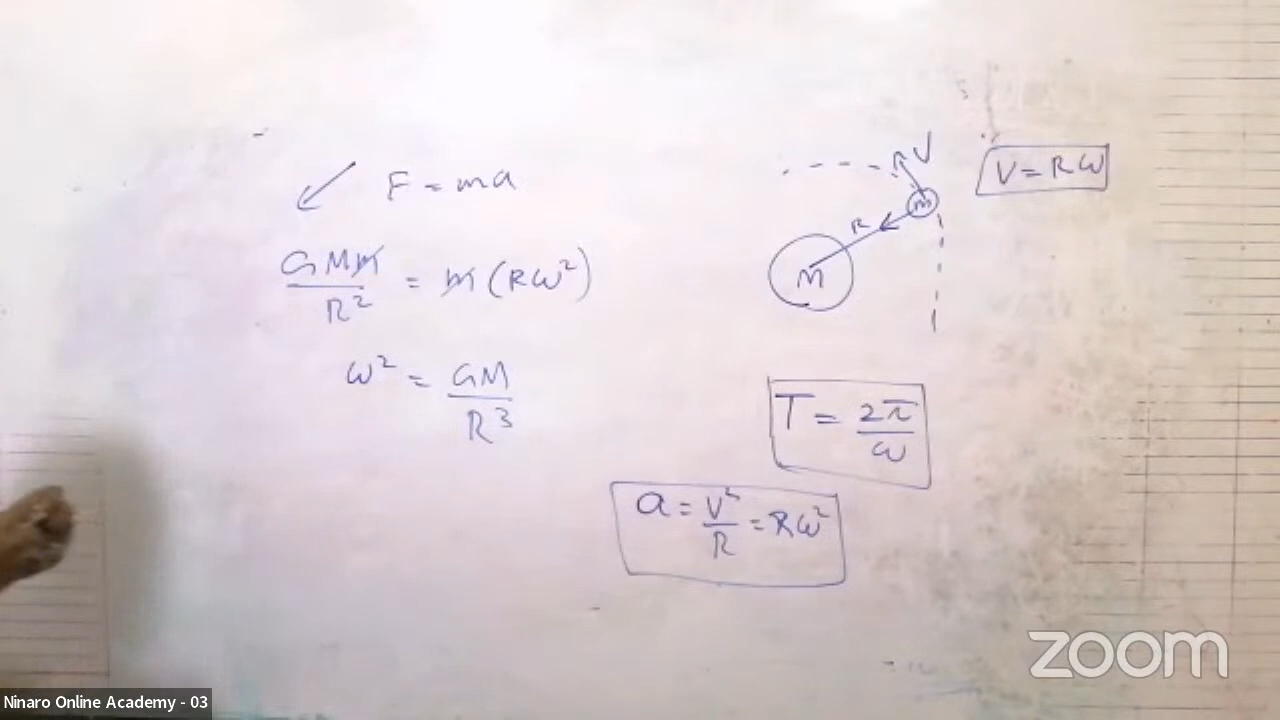 F = ma
GMm/R² = m(Rω²)
ω² = GM/R³
V
R
m
M
V = Rω
T = 2π/ω
a = V²/R = Rω²
zoom
Ninaro Online Academy - 03